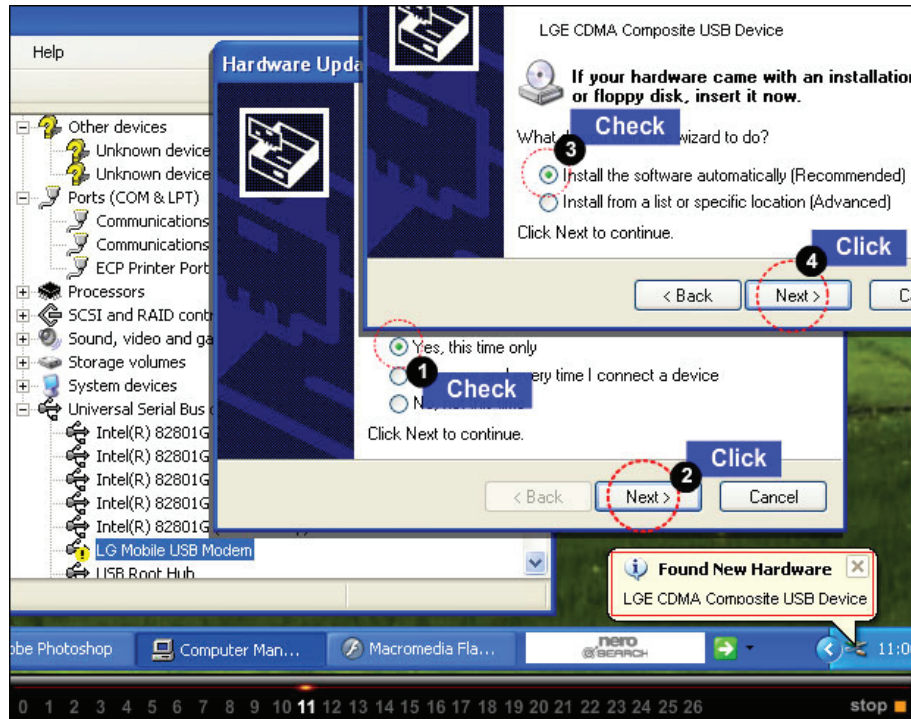 Help
Other devices
Unknown device
Unknown device
Ports (COM & LPT)
Communications
Communications
ECP Printer Port
Processors
SCSI and RAID cont
Sound, video and ga
Storage volumes
System devices
Universal Serial Bus
Intel(R) 82801G
Intel(R) 82801G
Intel(R) 82801G
Intel(R) 82801G
LG Mobile USB Modem
USB Root Hub
Hardware Upda
LGE CDMA Composite USB Device
If your hardware came with an installation
or floppy disk, insert it now.
What wizard to do?
Check
3
Install the software automatically (Recommended)
Install from a list or specific location (Advanced)
Click Next to continue.
4
Click
< Back
Next >
Yes, this time only
1
Check
every time I connect a device
Click Next to continue.
2
Click
< Back
Next >
Cancel
Found New Hardware
LGE CDMA Composite USB Device
obe Photoshop
Computer Man...
Macromedia Fla...
nero
SEARCH
11:0
0 1 2 3 4 5 6 7 8 9 10 11 12 13 14 15 16 17 18 19 20 21 22 23 24 25 26
stop